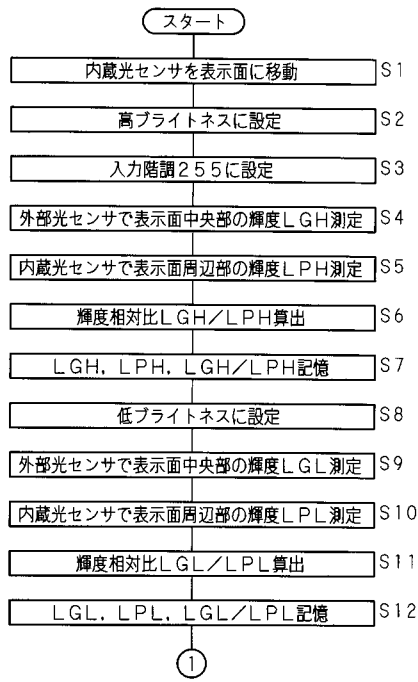 スタート
内蔵光センサを表示面に移動 S1
高ブライトネスに設定 S2
入力階調255に設定 S3
外部光センサで表示面中央部の輝度LGH測定 S4
内蔵光センサで表示面周辺部の輝度LPH測定 S5
輝度相対比LGH/LPH算出 S6
LGH, LPH, LGH/LPH記憶 S7
低ブライトネスに設定 S8
外部光センサで表示面中央部の輝度LGL測定 S9
内蔵光センサで表示面周辺部の輝度LPL測定 S10
輝度相対比LGL/LPL算出 S11
LGL, LPL, LGL/LPL記憶 S12
1